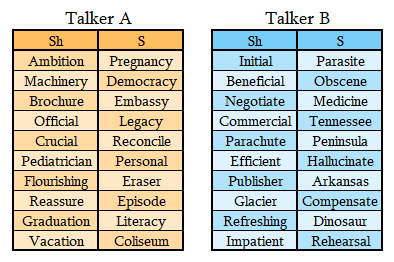 Talker A Talker B
Sh S Sh S
Ambition Pregnancy Initial Parasite
Machinery Democracy Beneficial Obscene
Brochure Embassy Negotiate Medicine
Official Legacy Commercial Tennessee
Crucial Reconcile Parachute Peninsula
Pediatrician Personal Efficient Hallucinate
Flourishing Eraser Publisher Arkansas
Reassure Episode Glacier Compensate
Graduation Literacy Refreshing Dinosaur
Vacation Coliseum Impatient Rehearsal